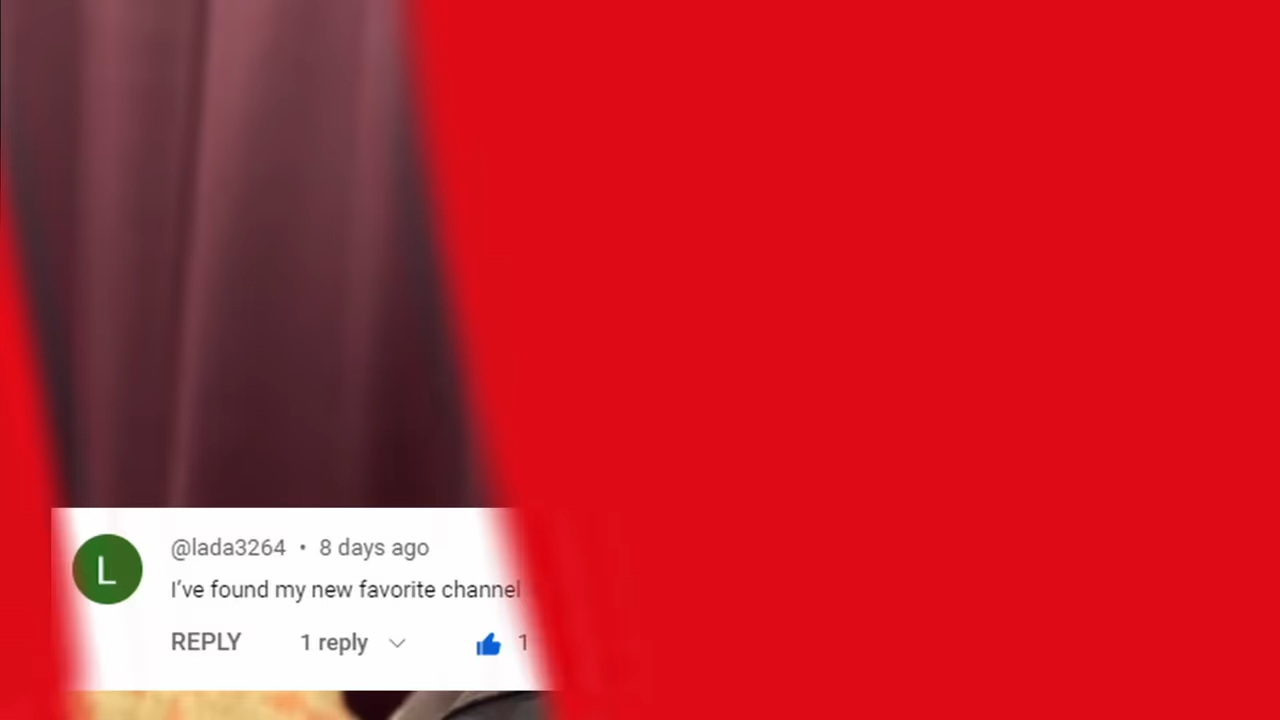 L
@lada3264 • 8 days ago
I've found my new favorite channel
REPLY 1 reply 1